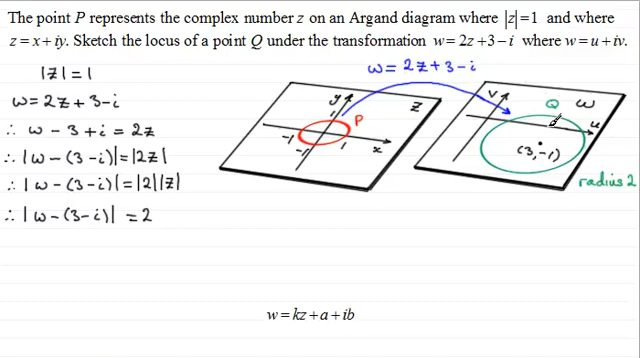 The point P represents the complex number z on an Argand diagram where |z|=1 and where
z = x+iy. Sketch the locus of a point Q under the transformation w = 2z+3−i where w = u+iv.
|z| = 1
w = 2z+3−i
∴ w−3+i = 2z
∴ |w−(3−i)| = |2z|
∴ |w−(3−i)| = |2||z|
∴ |w−(3−i)| = 2
w = 2z+3−i
y
z
1
P
-1
1
-1
x
v
Q
w
u
(3,-1)
radius 2
w = kz+a+ib